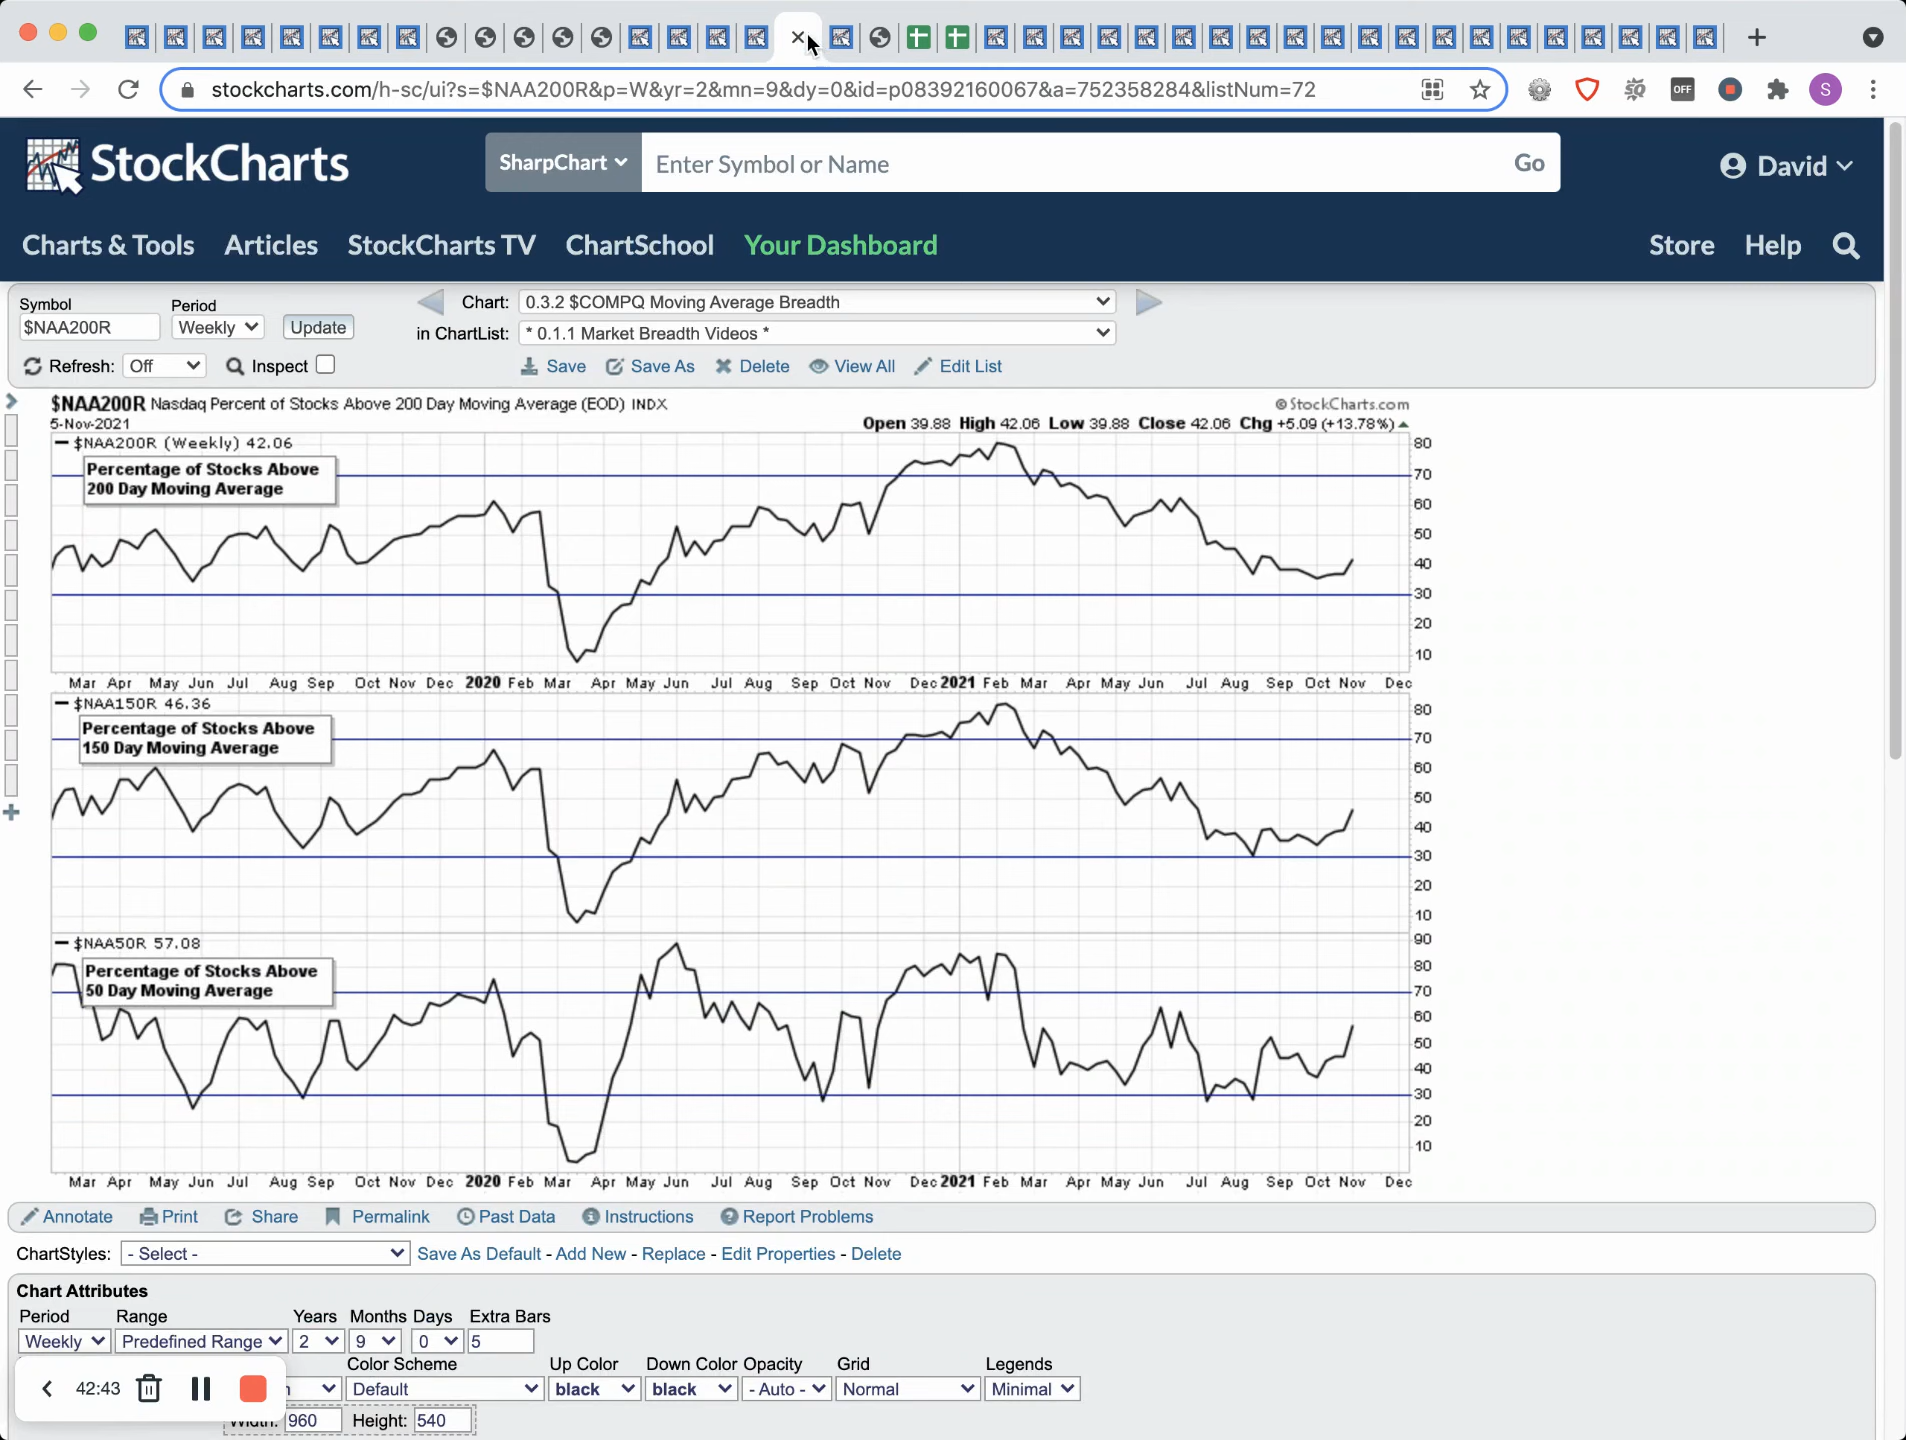 OFF
S
stockcharts.com/h-sc/ui?s=$NAA200R&p=W&yr=2&mn=9&dy=0&id=p08392160067&a=752358284&listNum=72
StockCharts
SharpChart
Enter Symbol or Name
Go
David
Charts & Tools Articles StockCharts TV ChartSchool Your Dashboard Store Help
Symbol Period
$NAA200R Weekly Update
Chart: 0.3.2 $COMPQ Moving Average Breadth
in ChartList: * 0.1.1 Market Breadth Videos *
Refresh: Off Inspect
Save Save As Delete View All Edit List
$NAA200R Nasdaq Percent of Stocks Above 200 Day Moving Average (EOD) INDX
© StockCharts.com
5-Nov-2021
Open 39.88 High 42.06 Low 39.88 Close 42.06 Chg +5.09 (+13.78%)
$NAA200R (Weekly) 42.06
Percentage of Stocks Above
200 Day Moving Average
80
70
60
50
40
30
20
10
Mar Apr May Jun Jul Aug Sep Oct Nov Dec 2020 Feb Mar Apr May Jun Jul Aug Sep Oct Nov Dec 2021 Feb Mar Apr May Jun Jul Aug Sep Oct Nov Dec
$NAA150R 46.36
Percentage of Stocks Above
150 Day Moving Average
80
70
60
50
40
30
20
10
$NAA50R 57.08
Percentage of Stocks Above
50 Day Moving Average
90
80
70
60
50
40
30
20
10
Mar Apr May Jun Jul Aug Sep Oct Nov Dec 2020 Feb Mar Apr May Jun Jul Aug Sep Oct Nov Dec 2021 Feb Mar Apr May Jun Jul Aug Sep Oct Nov Dec
Annotate Print Share Permalink Past Data Instructions Report Problems
ChartStyles: - Select - Save As Default - Add New - Replace - Edit Properties - Delete
Chart Attributes
Period Range Years Months Days Extra Bars
Weekly Predefined Range 2 9 0 5
Color Scheme Up Color Down Color Opacity Grid Legends
Default black black - Auto - Normal Minimal
42:43
Width: 960 Height: 540